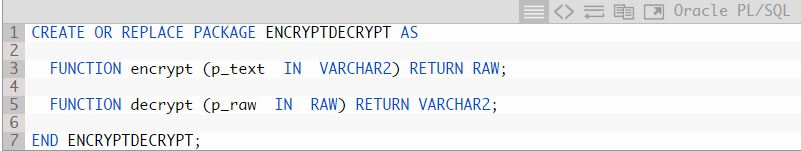 Oracle PL/SQL
1 CREATE OR REPLACE PACKAGE ENCRYPTDECRYPT AS
2
3   FUNCTION encrypt (p_text  IN  VARCHAR2) RETURN RAW;
4
5   FUNCTION decrypt (p_raw  IN  RAW) RETURN VARCHAR2;
6
7 END ENCRYPTDECRYPT;